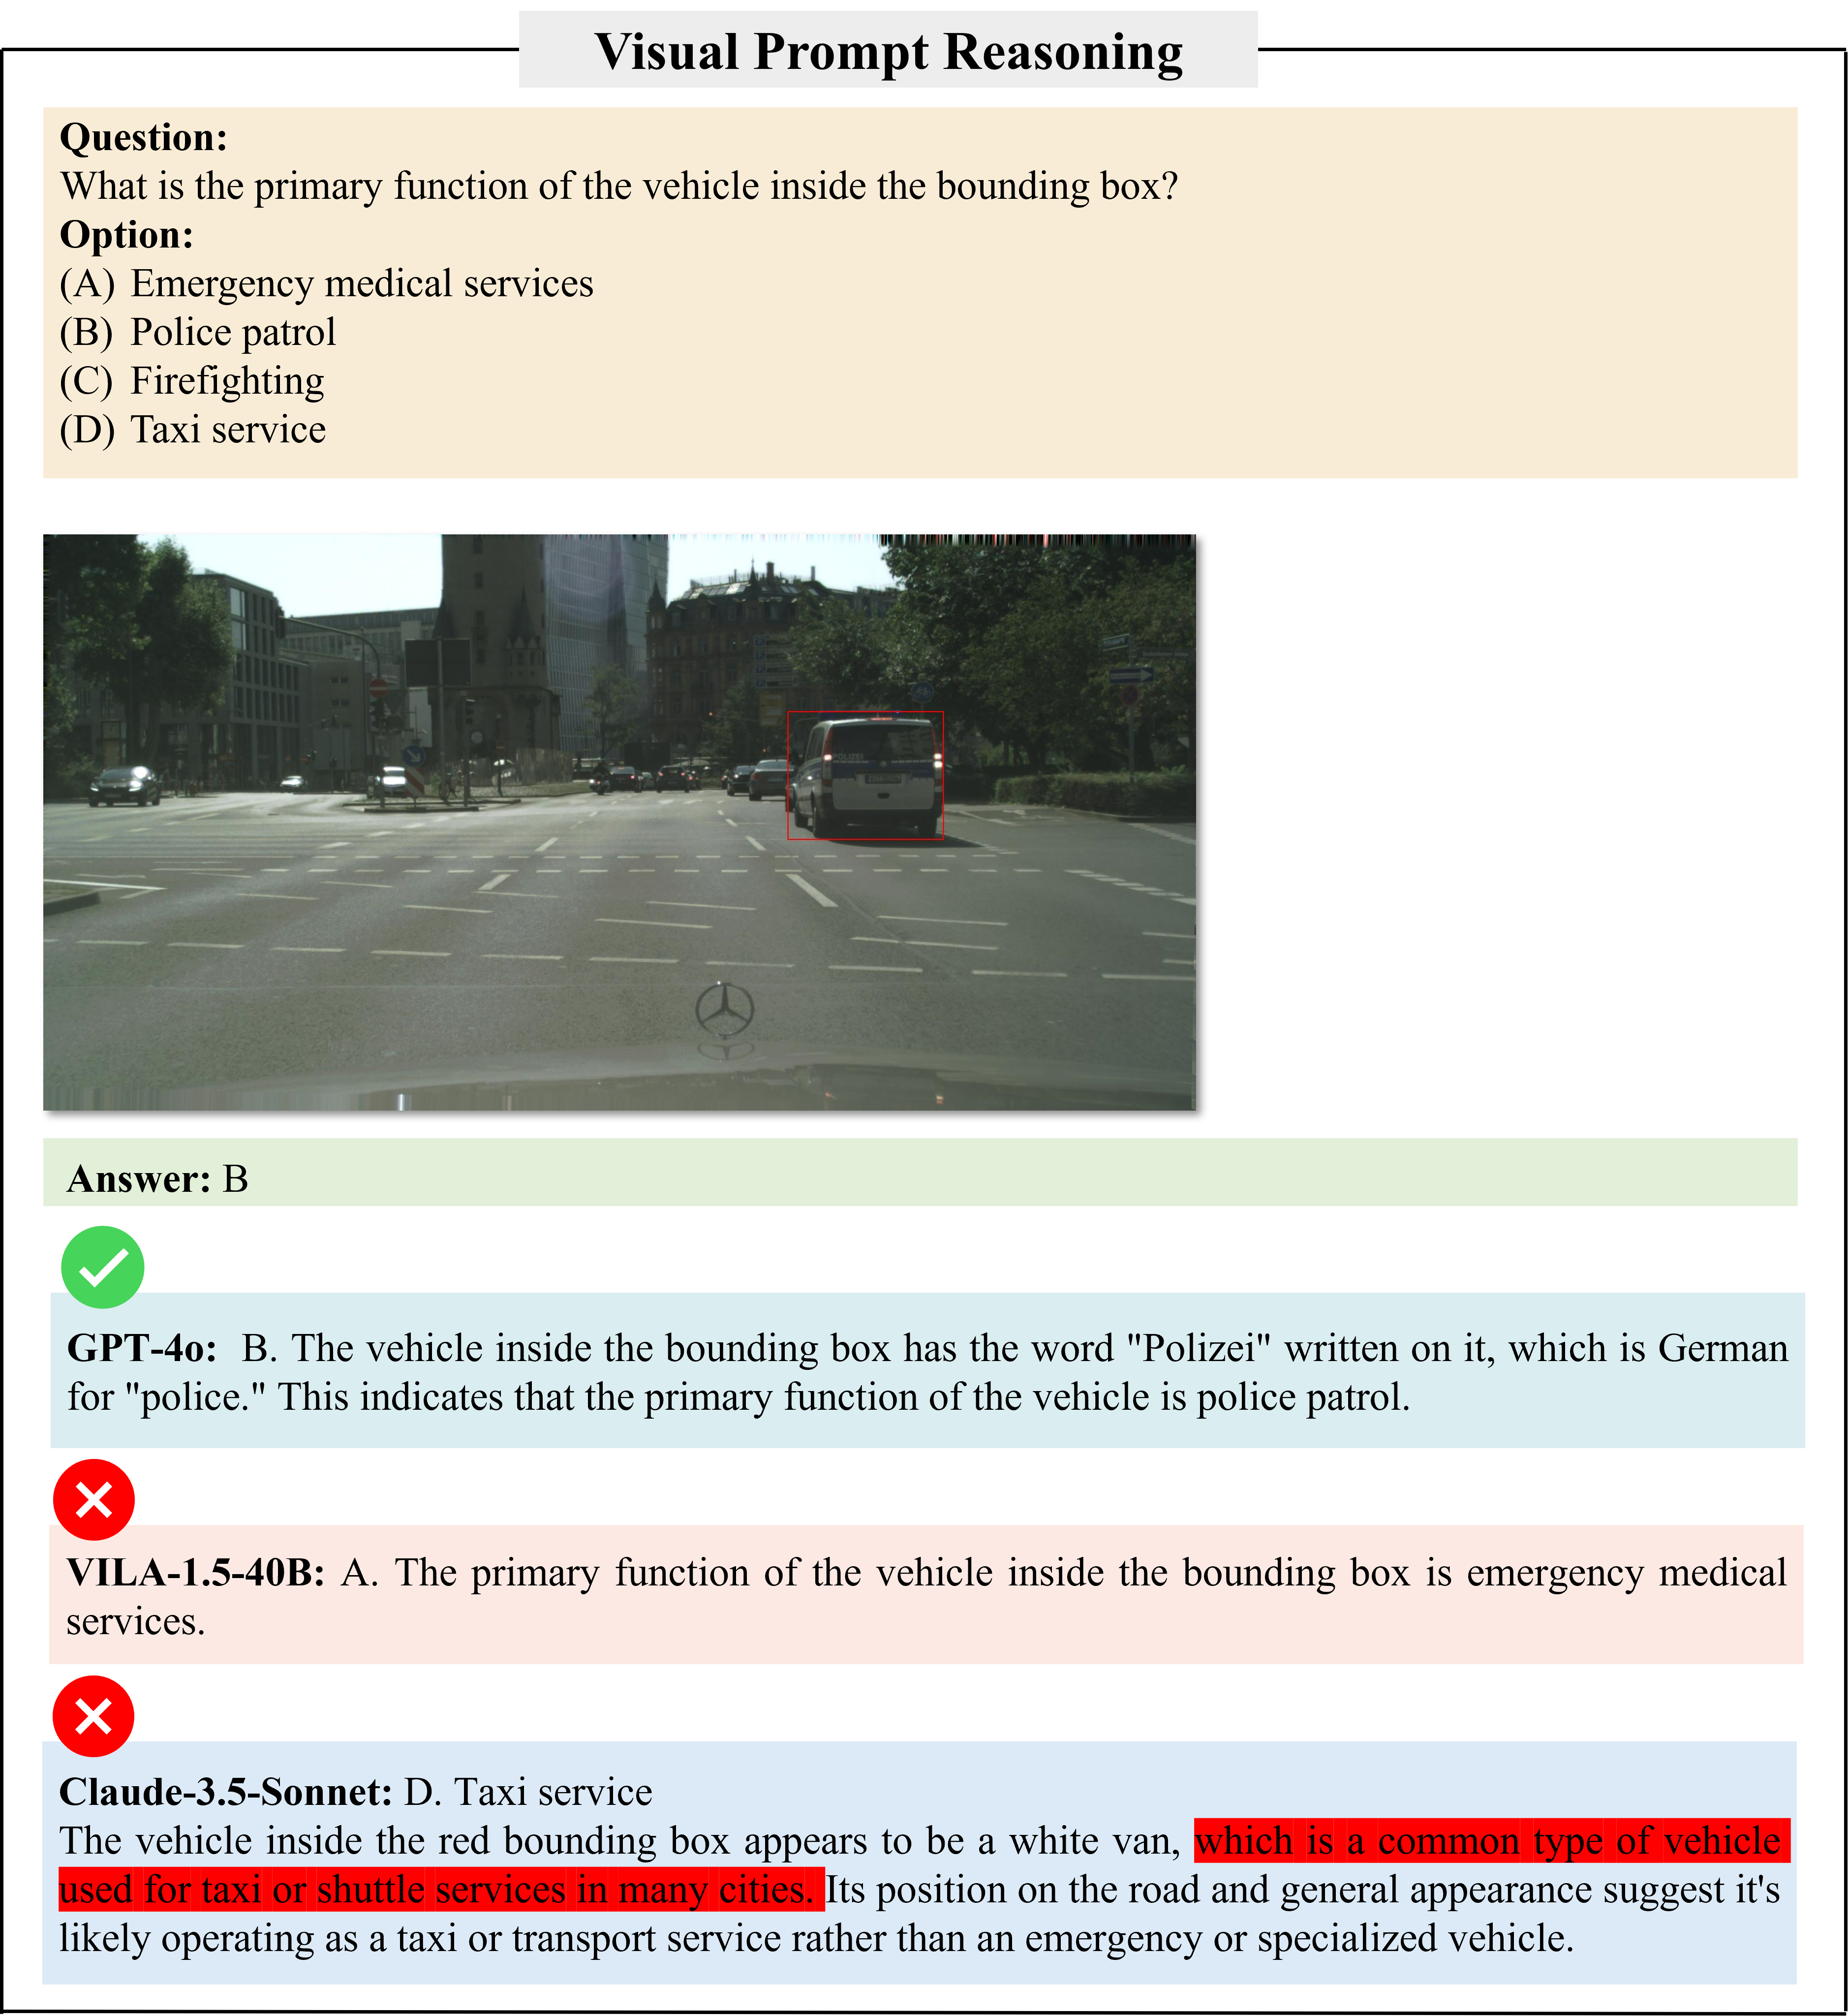 Visual Prompt Reasoning
Question:
What is the primary function of the vehicle inside the bounding box?
Option:
(A) Emergency medical services
(B) Police patrol
(C) Firefighting
(D) Taxi service
POLIZEI
Answer: B
GPT-4o: B. The vehicle inside the bounding box has the word "Polizei" written on it, which is German
for "police." This indicates that the primary function of the vehicle is police patrol.
VILA-1.5-40B: A. The primary function of the vehicle inside the bounding box is emergency medical
services.
Claude-3.5-Sonnet: D. Taxi service
The vehicle inside the red bounding box appears to be a white van, which is a common type of vehicle
used for taxi or shuttle services in many cities. Its position on the road and general appearance suggest it's
likely operating as a taxi or transport service rather than an emergency or specialized vehicle.